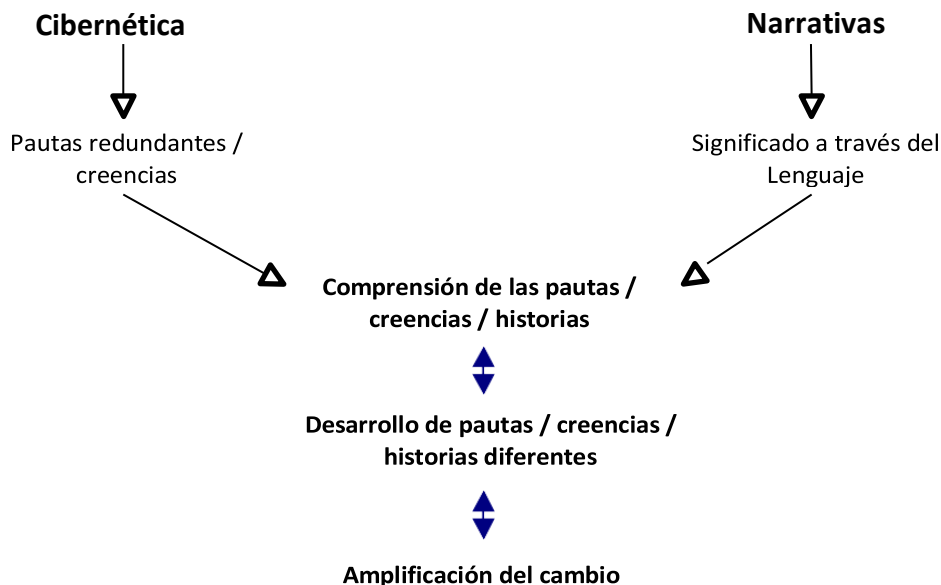 Cibernética
Narrativas
Pautas redundantes /
creencias
Significado a través del
Lenguaje
Comprensión de las pautas /
creencias / historias
Desarrollo de pautas / creencias /
historias diferentes
Amplificación del cambio